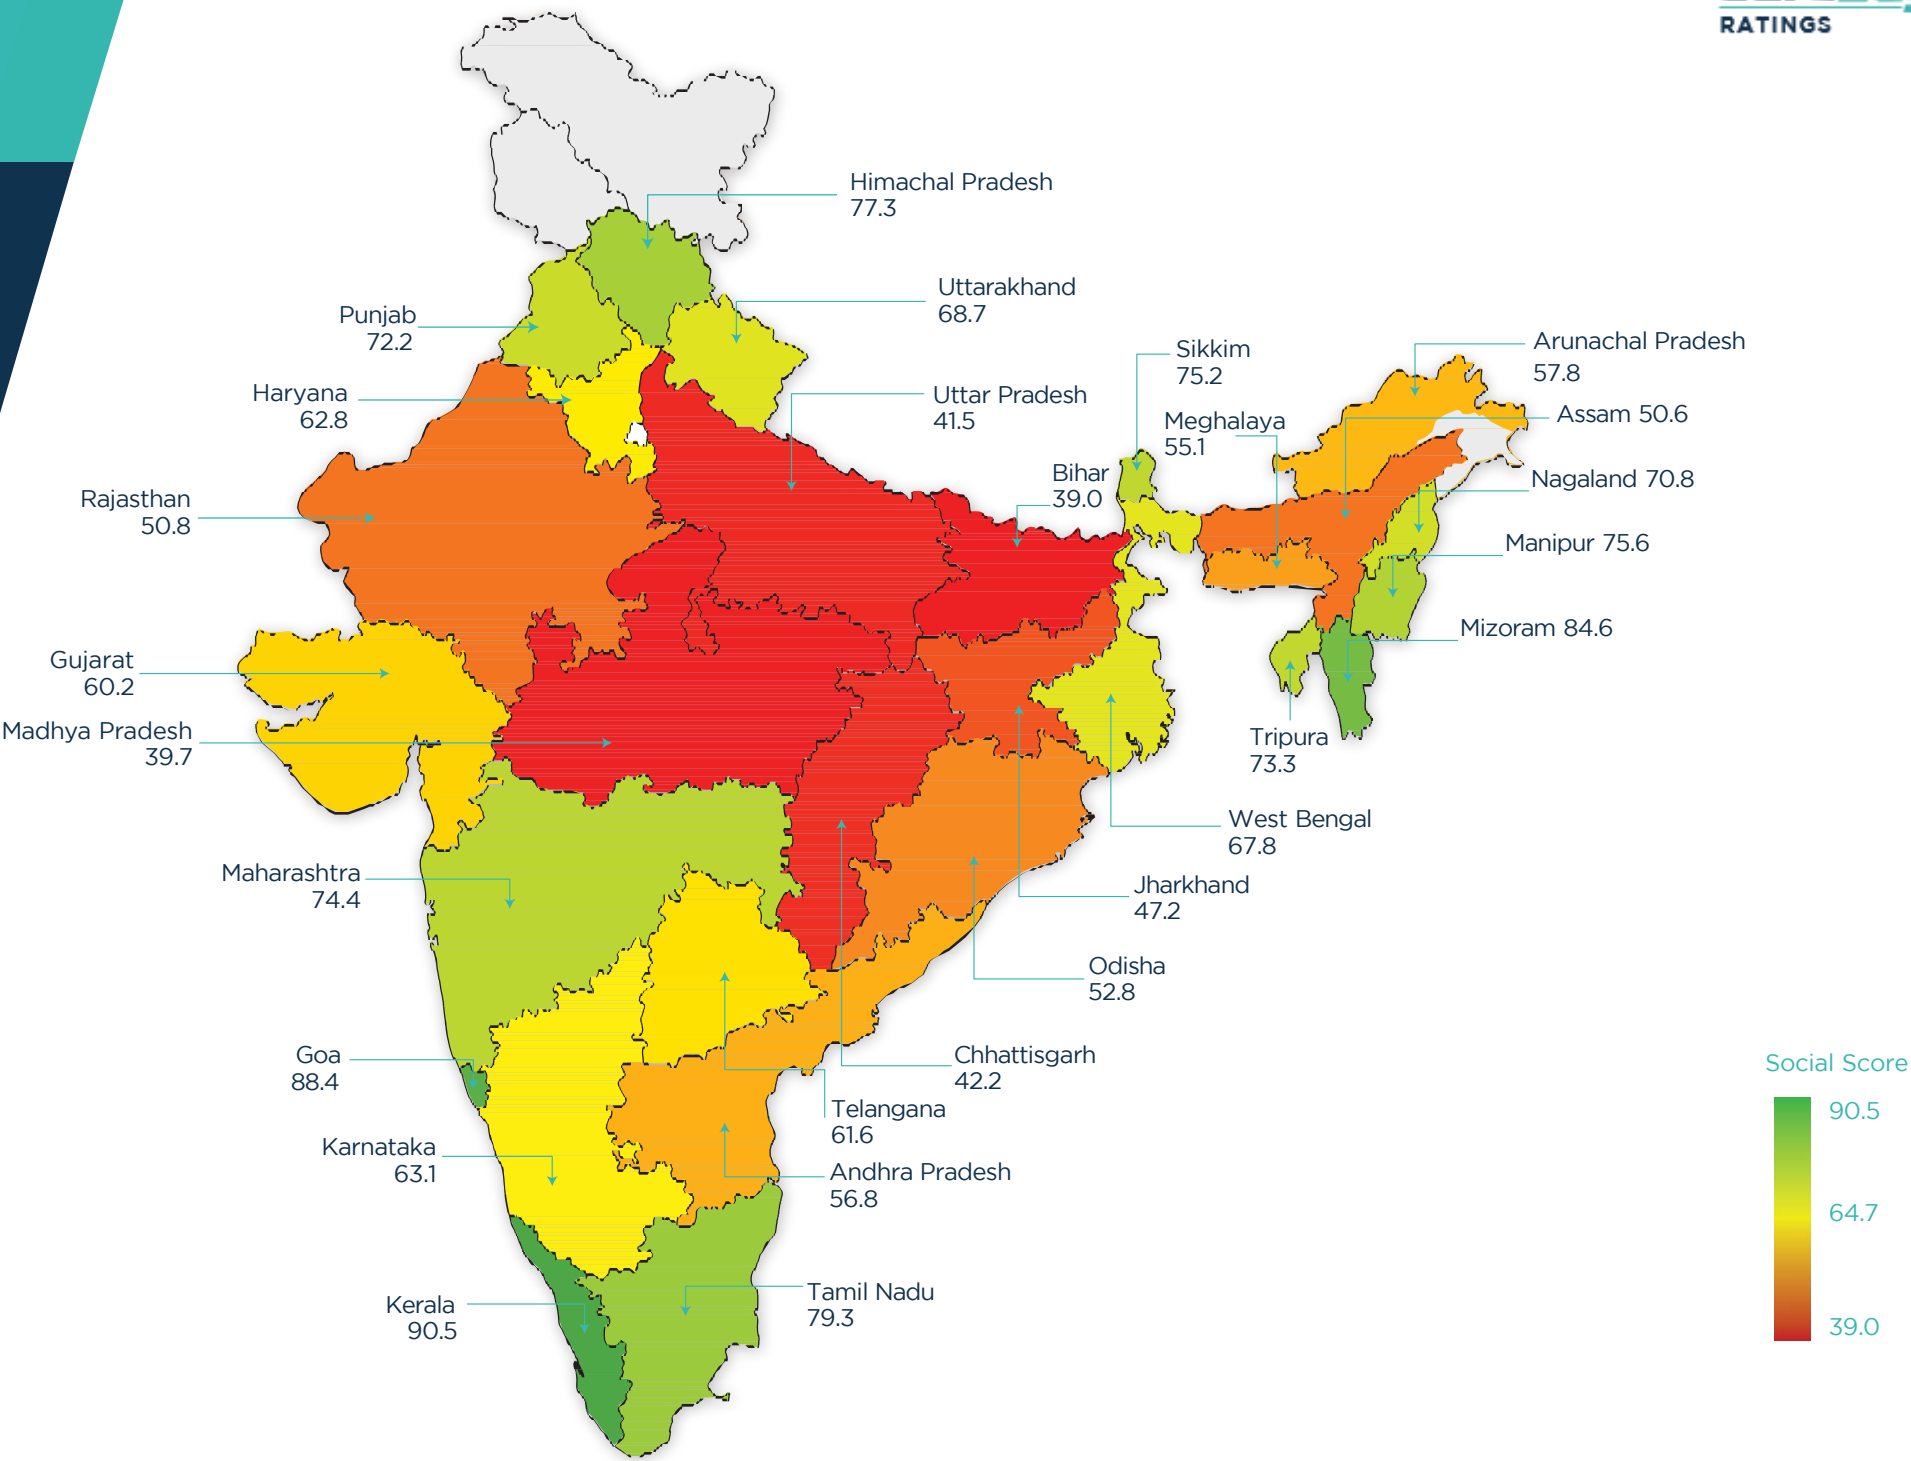 RATINGS
Himachal Pradesh
77.3
Uttarakhand
68.7
Punjab
72.2
Sikkim
75.2
Arunachal Pradesh
57.8
Haryana
62.8
Uttar Pradesh
41.5
Meghalaya
55.1
Assam 50.6
Bihar
39.0
Nagaland 70.8
Rajasthan
50.8
Manipur 75.6
Mizoram 84.6
Gujarat
60.2
Madhya Pradesh
39.7
Tripura
73.3
West Bengal
67.8
Maharashtra
74.4
Jharkhand
47.2
Odisha
52.8
Goa
88.4
Chhattisgarh
42.2
Telangana
61.6
Karnataka
63.1
Andhra Pradesh
56.8
Kerala
90.5
Tamil Nadu
79.3
Social Score
90.5
64.7
39.0